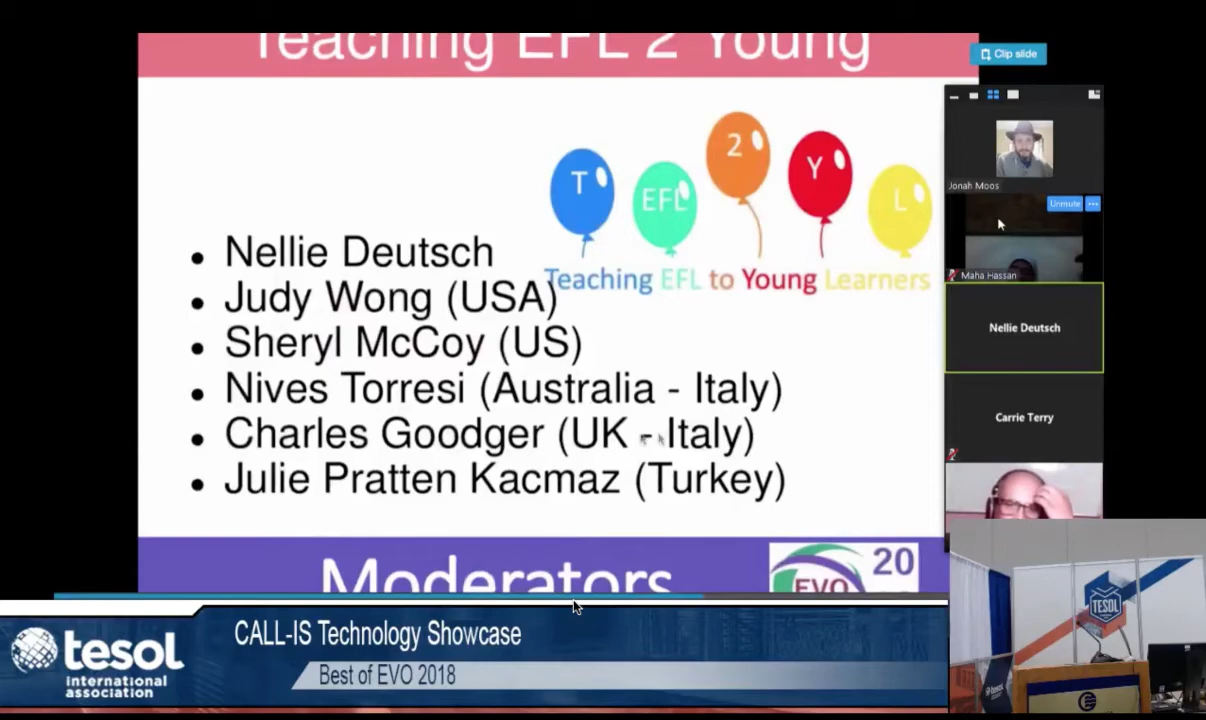 Teaching EFL 2 Young
Clip slide
T
EFL
2
Y
L
Teaching EFL to Young Learners
• Nellie Deutsch
• Judy Wong (USA)
• Sheryl McCoy (US)
• Nives Torresi (Australia - Italy)
• Charles Goodger (UK - Italy)
• Julie Pratten Kacmaz (Turkey)
Moderators
EVO
20
Jonah Moos
Unmute
Maha Hassan
Nellie Deutsch
Carrie Terry
TESOL
tesol
tesol
international
association
CALL-IS Technology Showcase
Best of EVO 2018